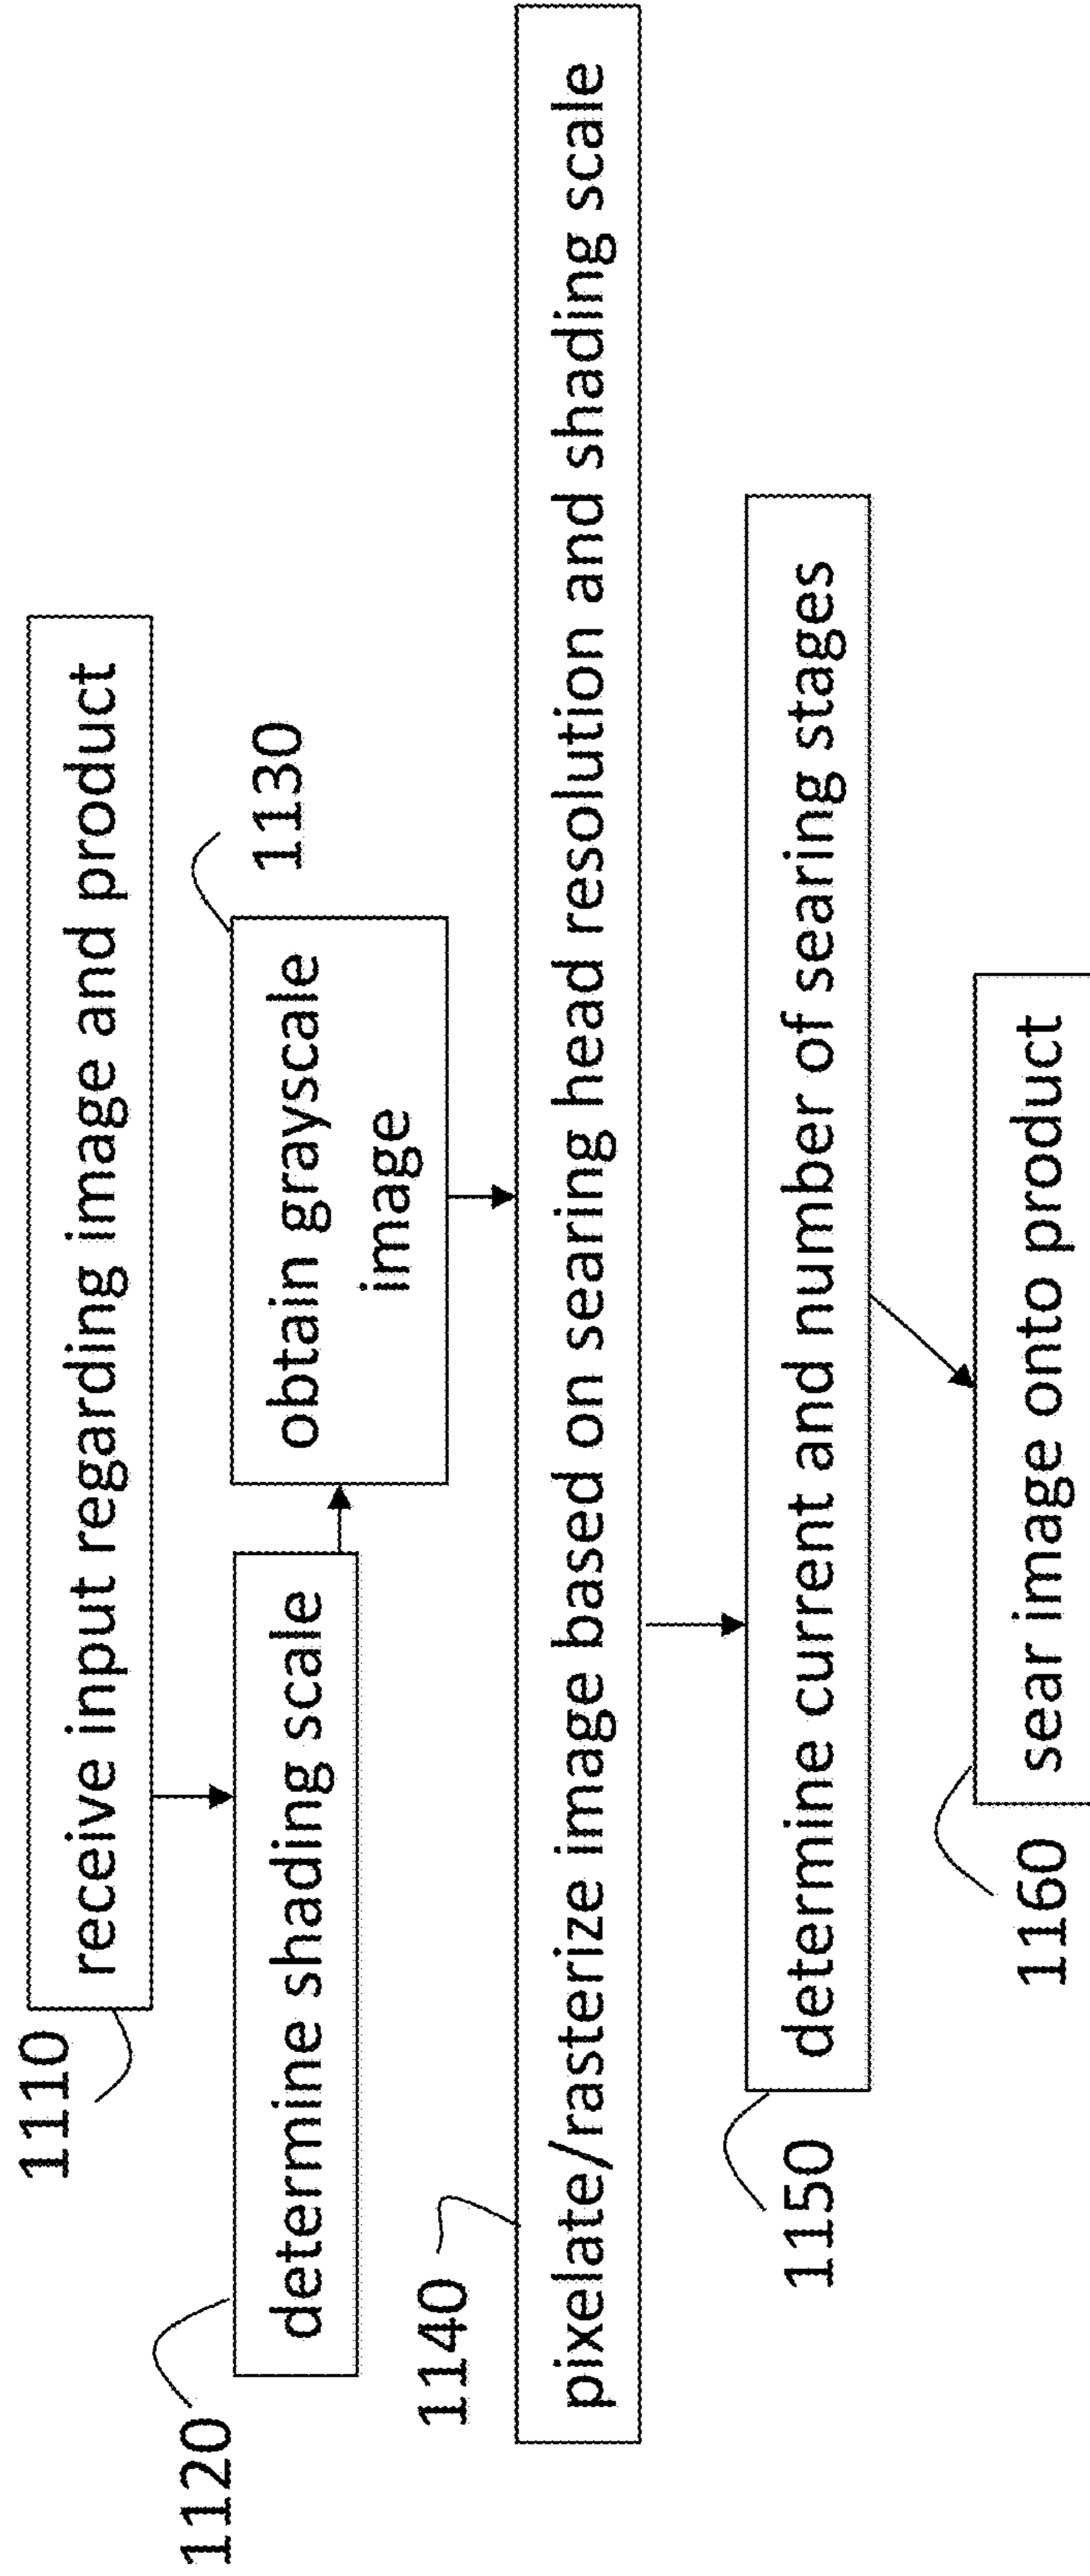 1110
receive input regarding image and product
1120
determine shading scale
1130
obtain grayscale
image
1140
pixelate/rasterize image based on searing head resolution and shading scale
1150
determine current and number of searing stages
1160
sear image onto product